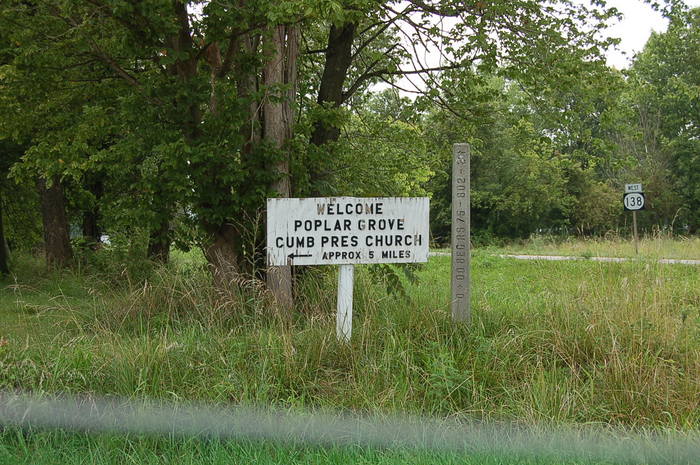 WELCOME
POPLAR GROVE
CUMB PRES CHURCH
APPROX 5 MILES
WEST
138